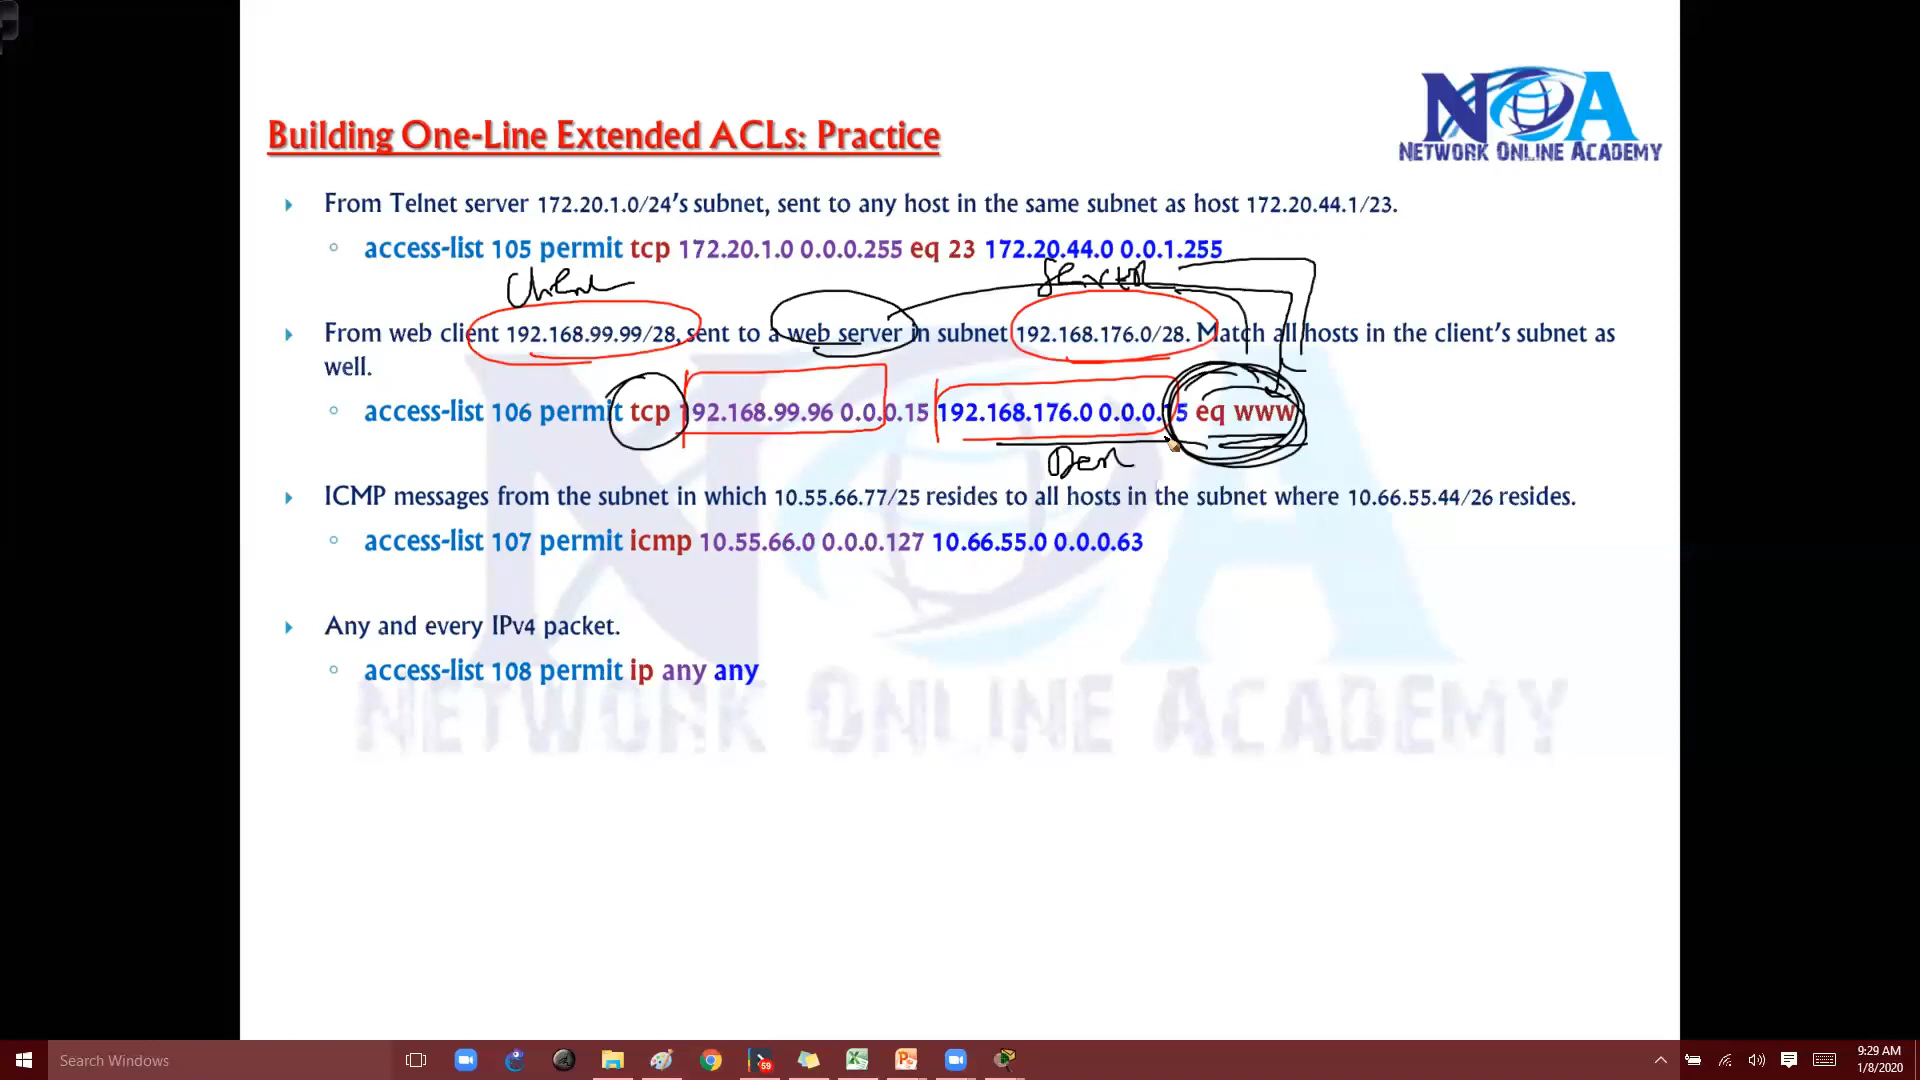 NOA
NETWORK ONLINE ACADEMY
Building One-Line Extended ACLs: Practice
From Telnet server 172.20.1.0/24's subnet, sent to any host in the same subnet as host 172.20.44.1/23.
access-list 105 permit tcp 172.20.1.0 0.0.0.255 eq 23 172.20.44.0 0.0.1.255
Client
Server
From web client 192.168.99.99/28, sent to a web server in subnet 192.168.176.0/28. Match all hosts in the client's subnet as
well.
access-list 106 permit tcp 192.168.99.96 0.0.0.15 192.168.176.0 0.0.0.15 eq www
ICMP messages from the subnet in which 10.55.66.77/25 resides to all hosts in the subnet where 10.66.55.44/26 resides.
access-list 107 permit icmp 10.55.66.0 0.0.0.127 10.66.55.0 0.0.0.63
Any and every IPv4 packet.
access-list 108 permit ip any any
NETWORK ONLINE ACADEMY
Search Windows
59
9:29 AM
1/8/2020